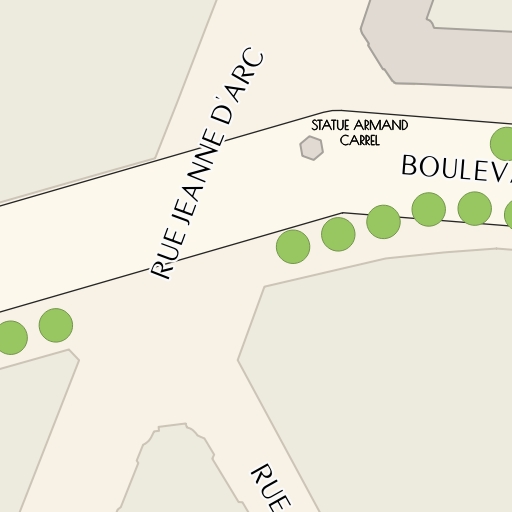 RUE JEANNE D'ARC
STATUE ARMAND
CARREL
BOULEVA
RUE